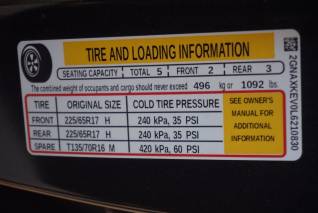 TIRE AND LOADING INFORMATION
SEATING CAPACITY TOTAL 5 FRONT 2 REAR 3
The combined weight of occupants and cargo should never exceed 496 kg or 1092 lbs.
TIRE ORIGINAL SIZE COLD TIRE PRESSURE
FRONT 225/65R17 H 240 kPa, 35 PSI
REAR 225/65R17 H 240 kPa, 35 PSI
SPARE T135/70R16 M 420 kPa, 60 PSI
SEE OWNER'S
MANUAL FOR
ADDITIONAL
INFORMATION
2GNAXKEV0L6210830